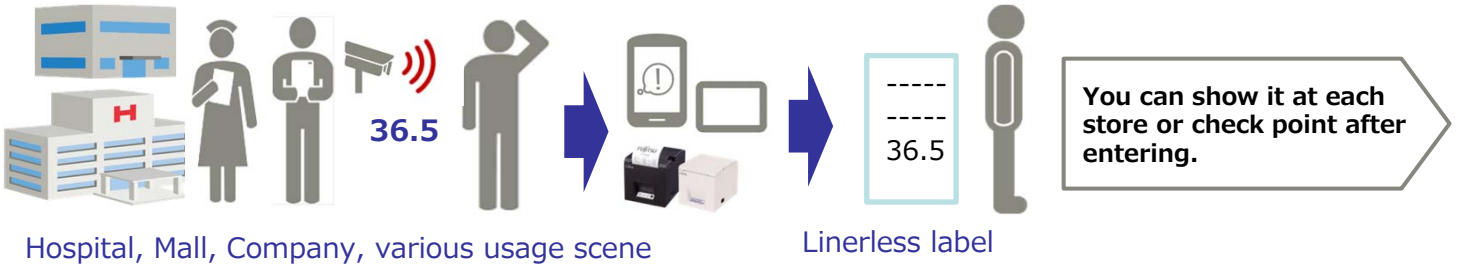 H
36.5
FUJITSU
-----
-----
36.5
You can show it at each
store or check point after
entering.
Hospital, Mall, Company, various usage scene
Linerless label